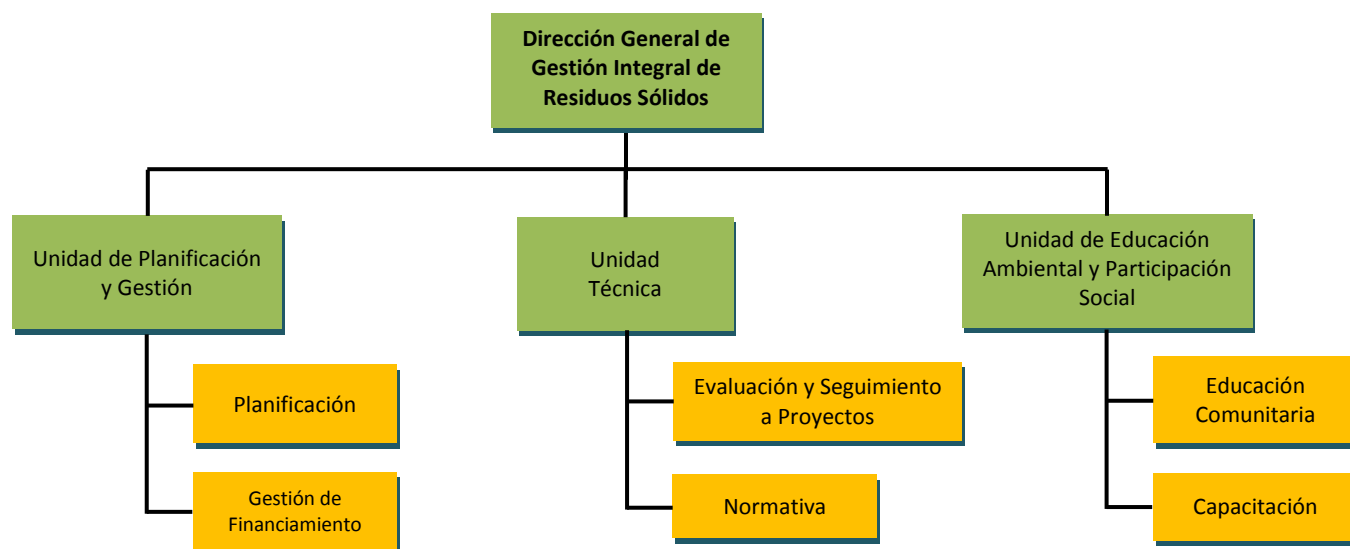 Dirección General de
Gestión Integral de
Residuos Sólidos
Unidad de Planificación
y Gestión
Unidad
Técnica
Unidad de Educación
Ambiental y Participación
Social
Planificación
Gestión de
Financiamiento
Evaluación y Seguimiento
a Proyectos
Normativa
Educación
Comunitaria
Capacitación